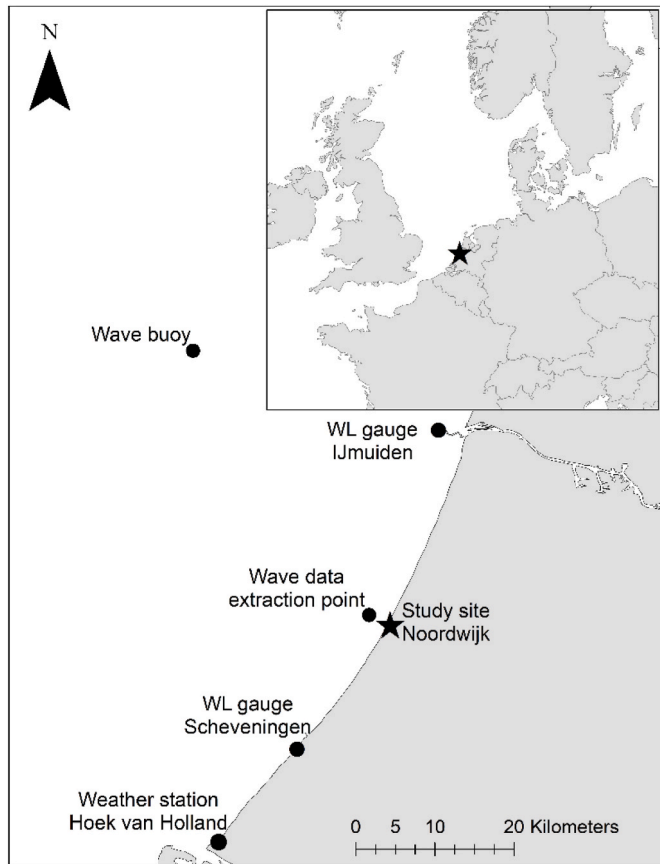 N
Wave buoy
WL gauge
IJmuiden
Wave data
extraction point
Study site
Noordwijk
WL gauge
Scheveningen
Weather station
Hoek van Holland
0 5 10 20 Kilometers